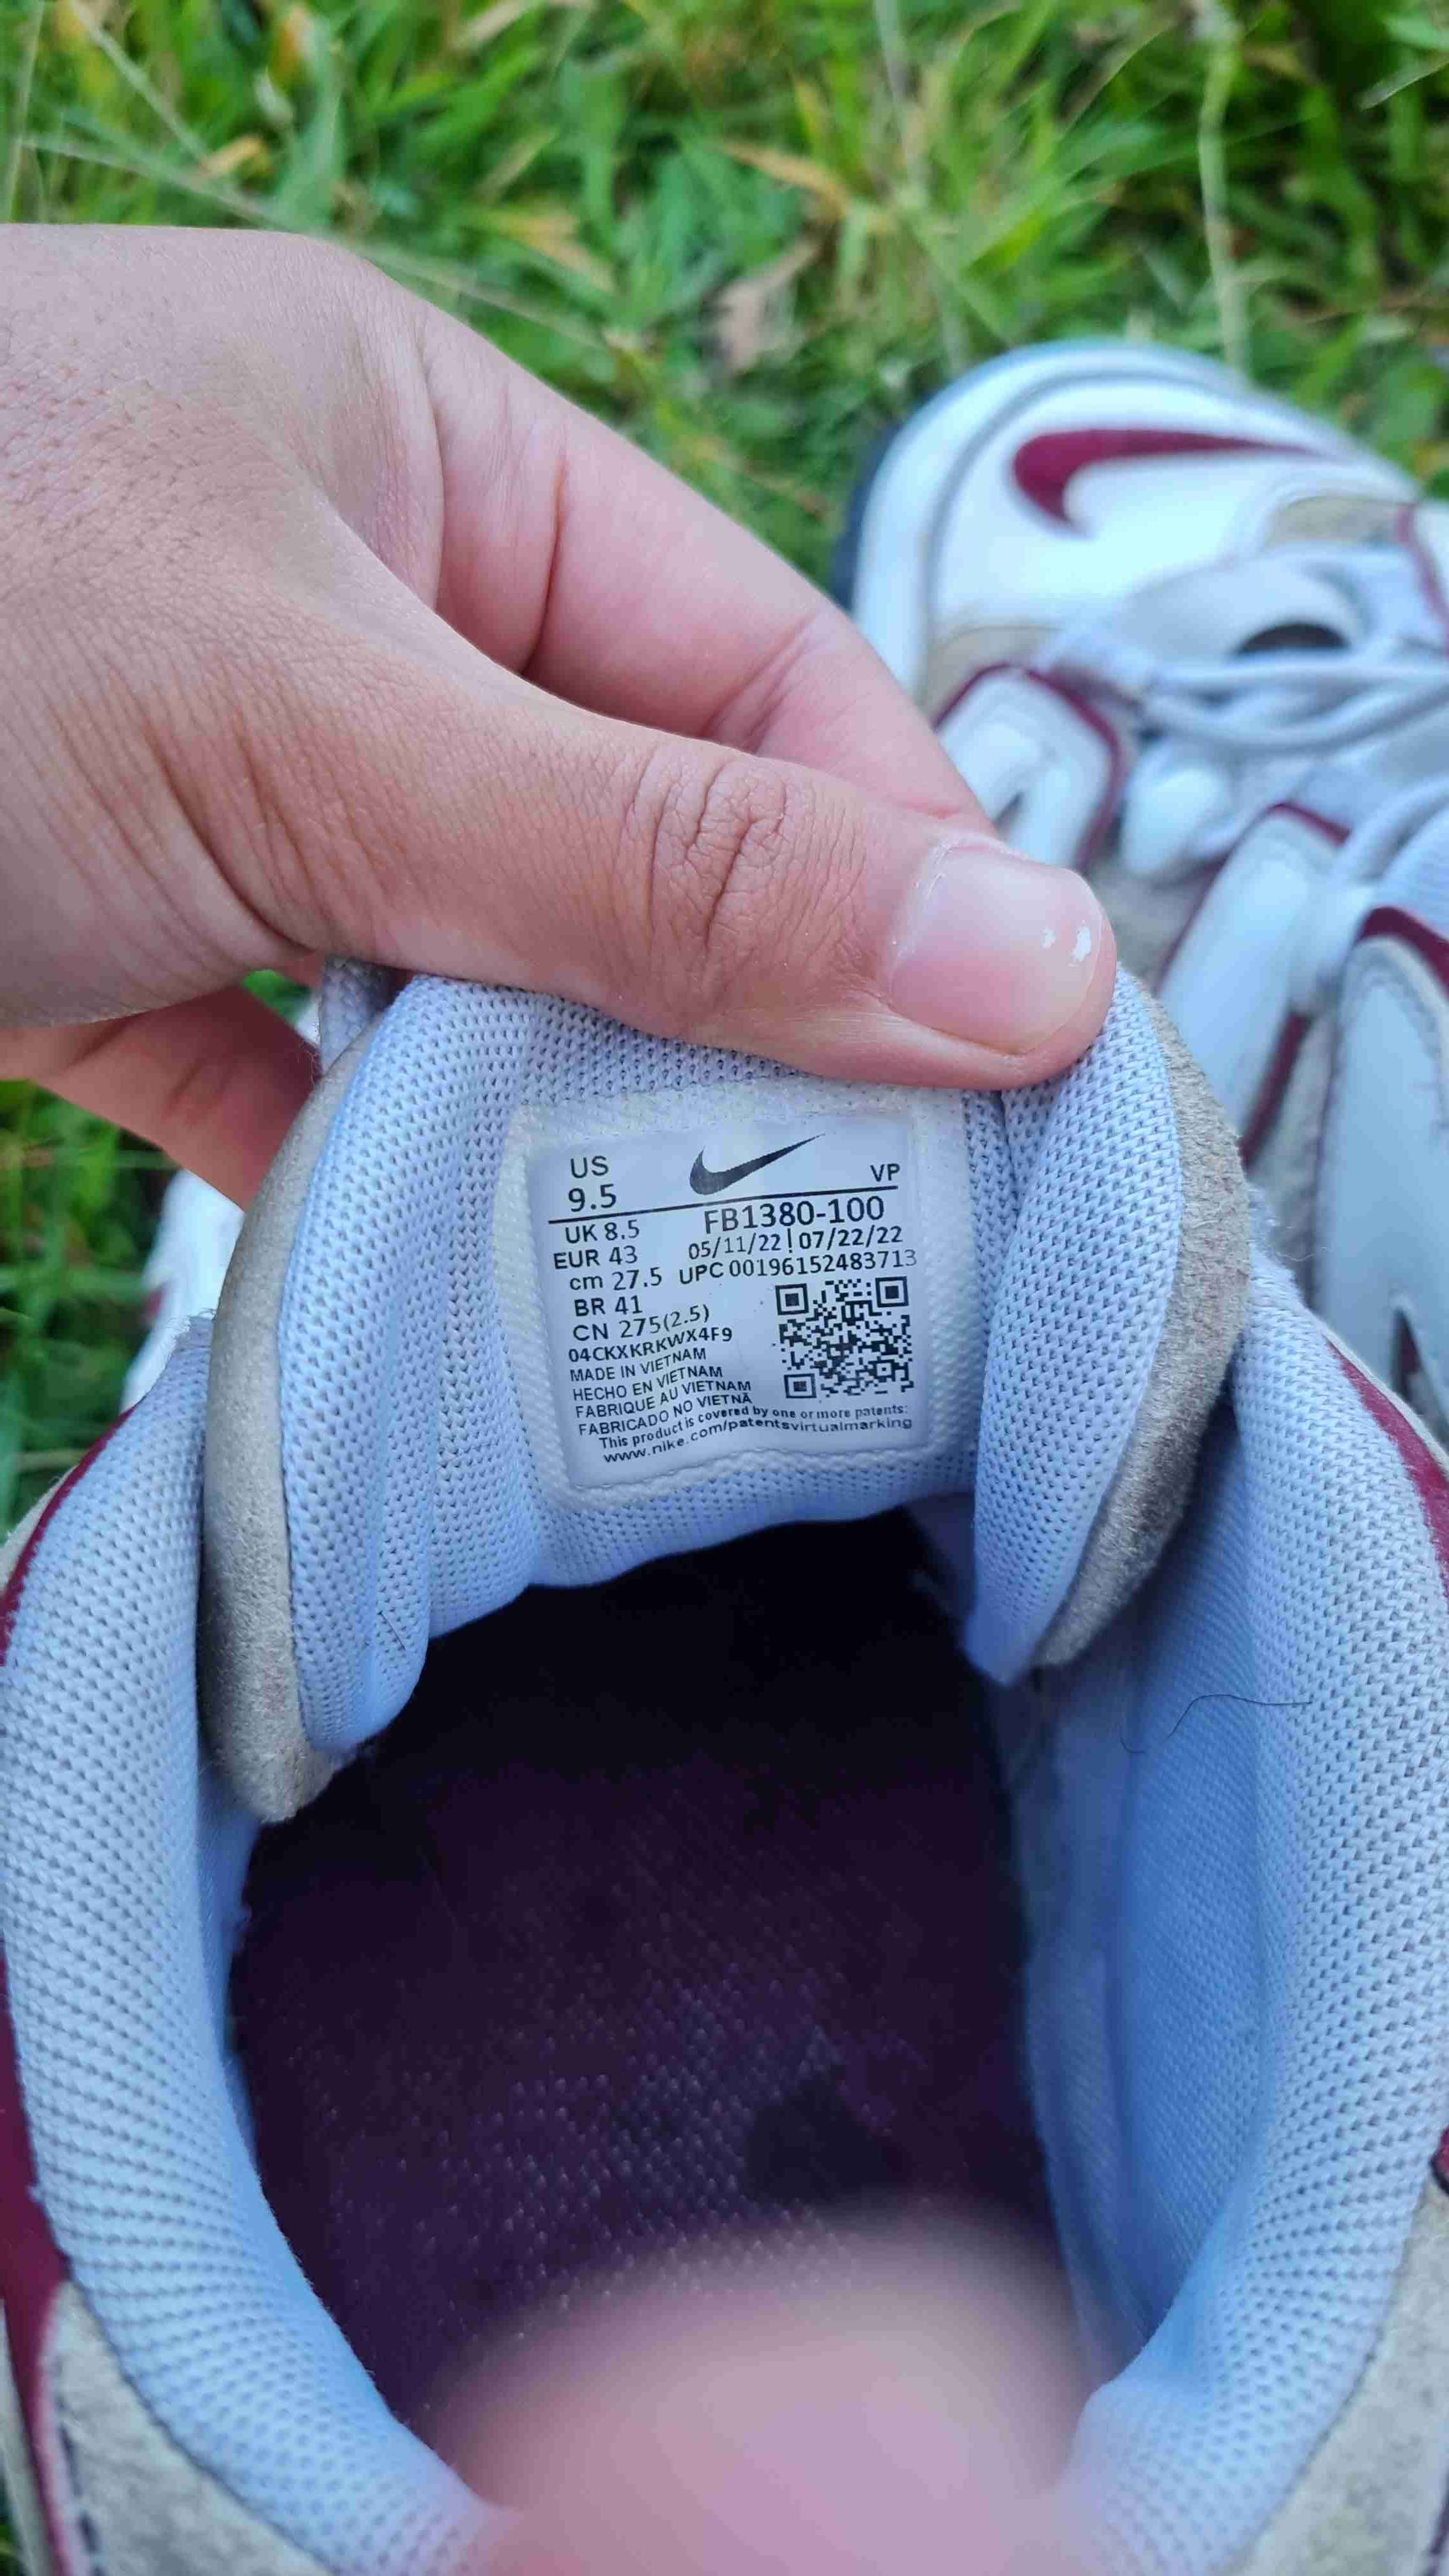 US
9.5
VP
UK 8.5
FB1380-100
EUR 43
05/11/22 | 07/22/22
cm 27.5
UPC 00196152483713
BR 41
CN 275(2.5)
04CKXKRKWX4F9
MADE IN VIETNAM
HECHO EN VIETNAM
FABRIQUE AU VIETNAM
FABRICADO NO VIETNÃ
This product is covered by one or more patents:
www.nike.com/patentsvirtualmarking